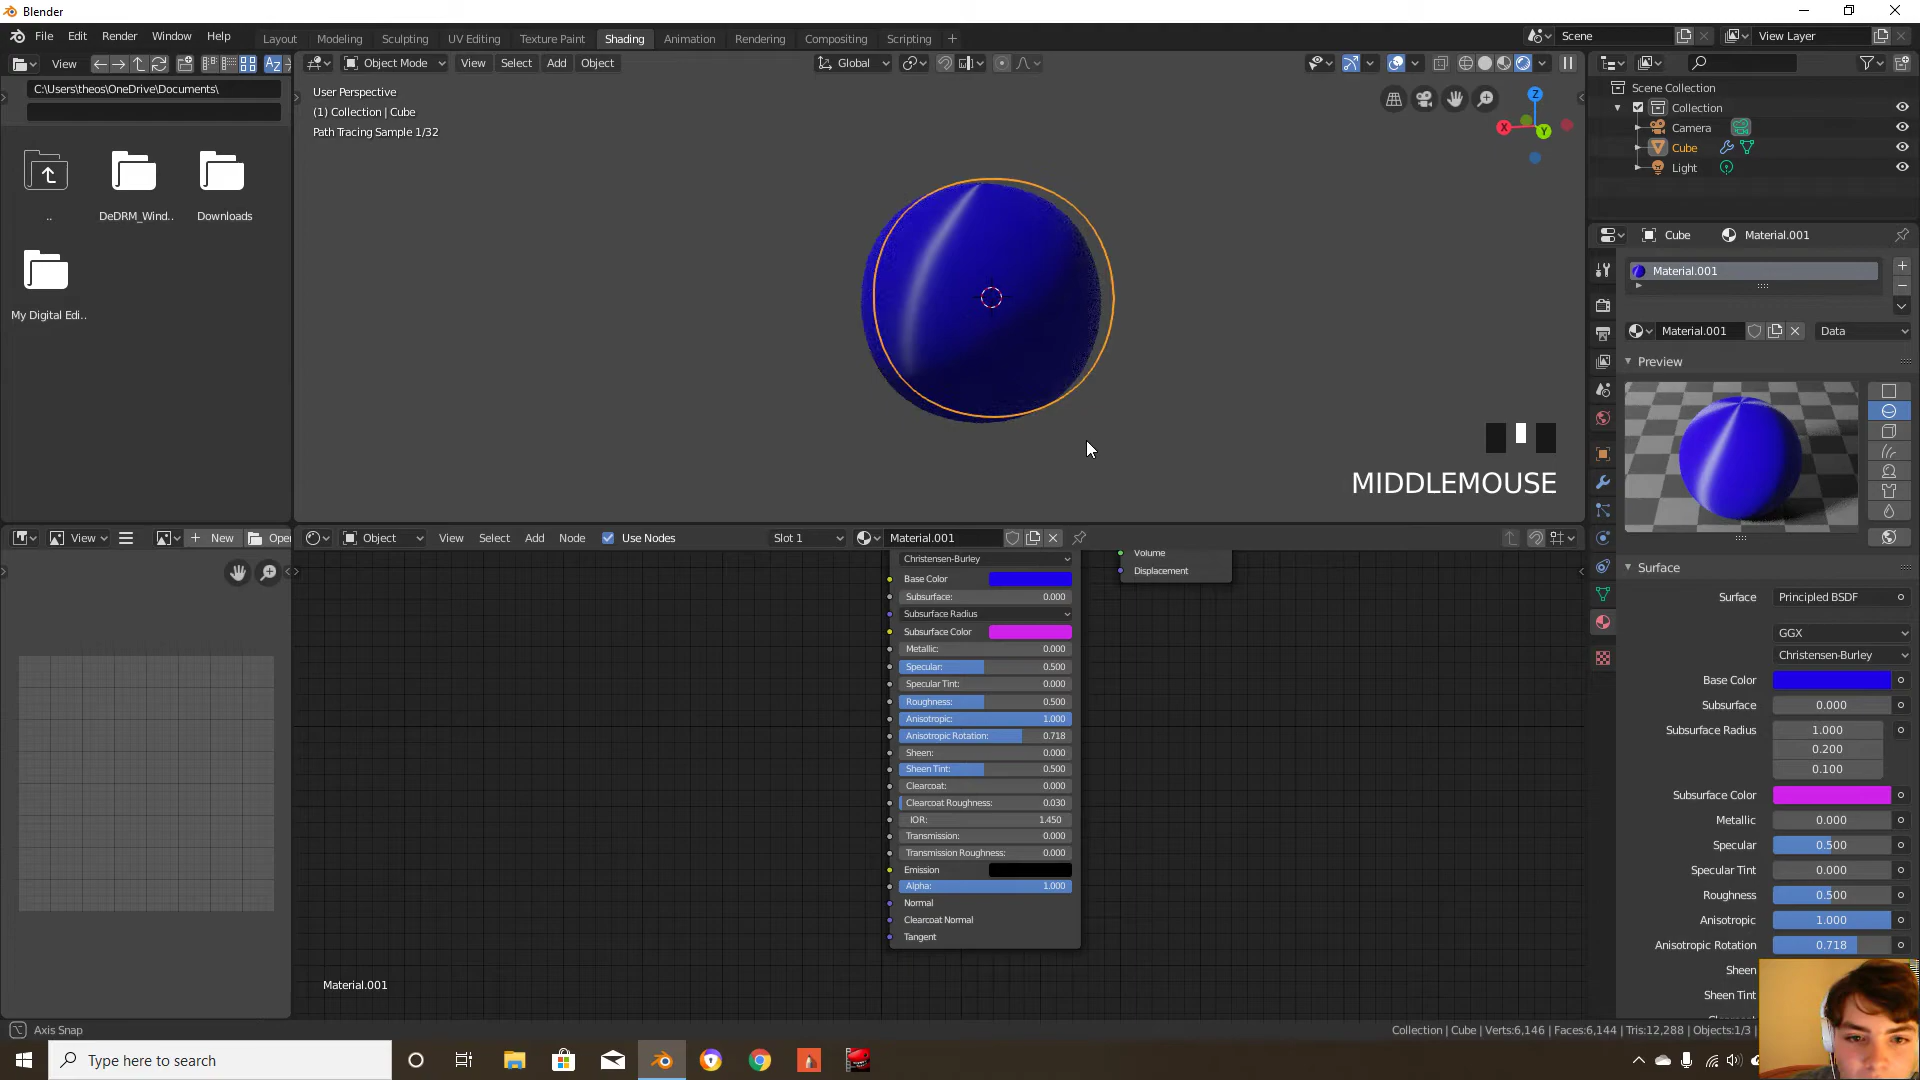 Blender
File Edit Render Window Help
Layout Modeling Sculpting UV Editing Texture Paint Shading Animation Rendering Compositing Scripting +
Scene
View Layer
View
C:\Users\theos\OneDrive\Documents\
..
DeDRM_Wind..
Downloads
My Digital Edi..
Object Mode View Select Add Object
Global
User Perspective
(1) Collection | Cube
Path Tracing Sample 1/32
Z
X
Y
MIDDLEMOUSE
Scene Collection
Collection
Camera
Cube
Light
Cube Material.001
Material.001
Material.001
Data
Preview
Surface
Surface Principled BSDF
GGX
Christensen-Burley
Base Color
Subsurface 0.000
Subsurface Radius 1.000
0.200
0.100
Subsurface Color
Metallic 0.000
Specular 0.500
Specular Tint 0.000
Roughness 0.500
Anisotropic 1.000
Anisotropic Rotation 0.718
Sheen
Sheen Tint
View
New
Open
Object View Select Add Node Use Nodes
Slot 1
Material.001
Christensen-Burley
Base Color
Subsurface: 0.000
Subsurface Radius
Subsurface Color
Metallic: 0.000
Specular: 0.500
Specular Tint: 0.000
Roughness: 0.500
Anisotropic: 1.000
Anisotropic Rotation: 0.718
Sheen: 0.000
Sheen Tint: 0.500
Clearcoat: 0.000
Clearcoat Roughness: 0.030
IOR: 1.450
Transmission: 0.000
Transmission Roughness: 0.000
Emission
Alpha: 1.000
Normal
Clearcoat Normal
Tangent
Volume
Displacement
Material.001
Axis Snap
Collection | Cube | Verts:6,146 | Faces:6,144 | Tris:12,288 | Objects:1/3
Type here to search